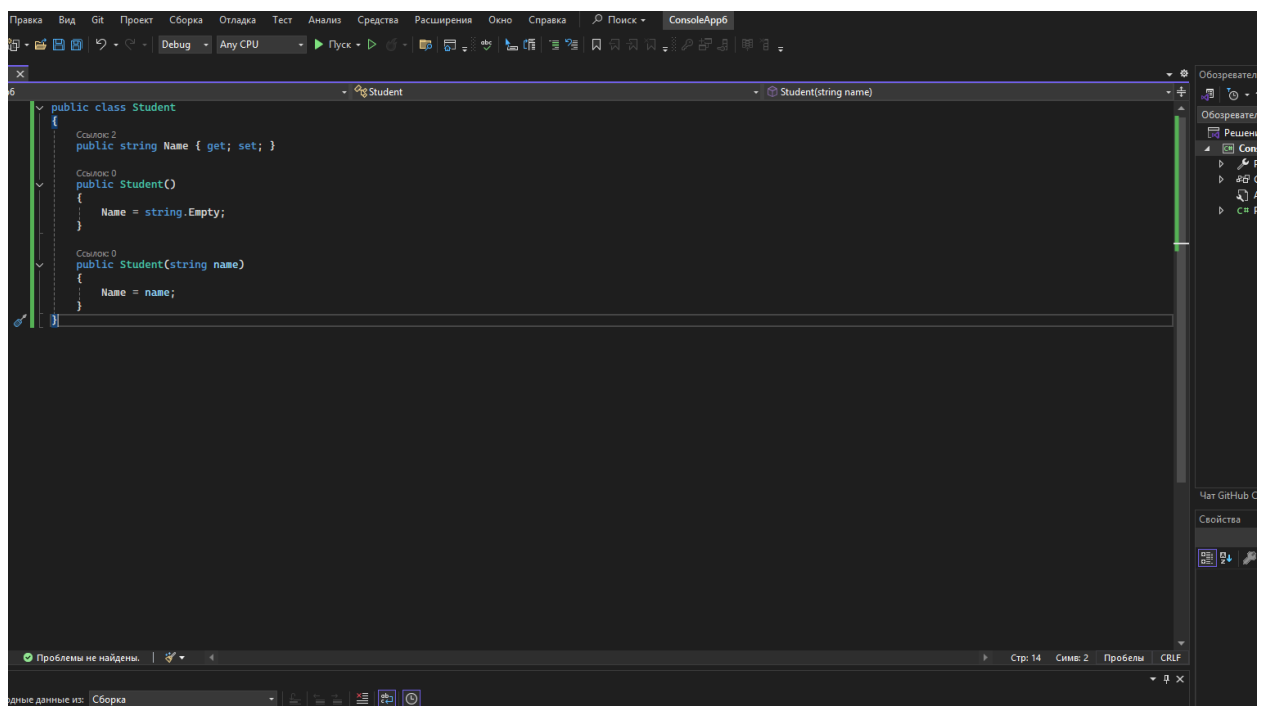 Правка Вид Git Проект Сборка Отладка Тест Анализ Средства Расширения Окно Справка Поиск ConsoleApp6
Debug Any CPU Пуск
Student Student(string name)
public class Student
{
Ссылок: 2
public string Name { get; set; }
Ссылок: 0
public Student()
{
Name = string.Empty;
}
Ссылок: 0
public Student(string name)
{
Name = name;
}
}
Проблемы не найдены. Стр: 14 Симв: 2 Пробелы CRLF
Сборка
Чат GitHub
Свойства